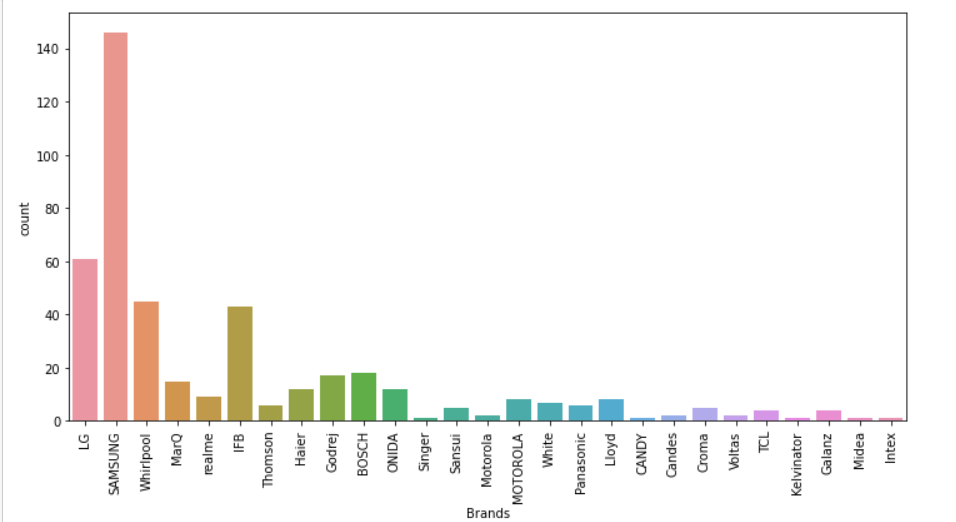 140
120
100
80
60
40
20
0
count
LG
SAMSUNG
Whirlpool
MarQ
realme
IFB
Thomson
Haier
Godrej
BOSCH
ONIDA
Singer
Sansui
Motorola
MOTOROLA
White
Panasonic
Lloyd
CANDY
Candes
Croma
Voltas
TCL
Kelvinator
Galanz
Midea
Intex
Brands